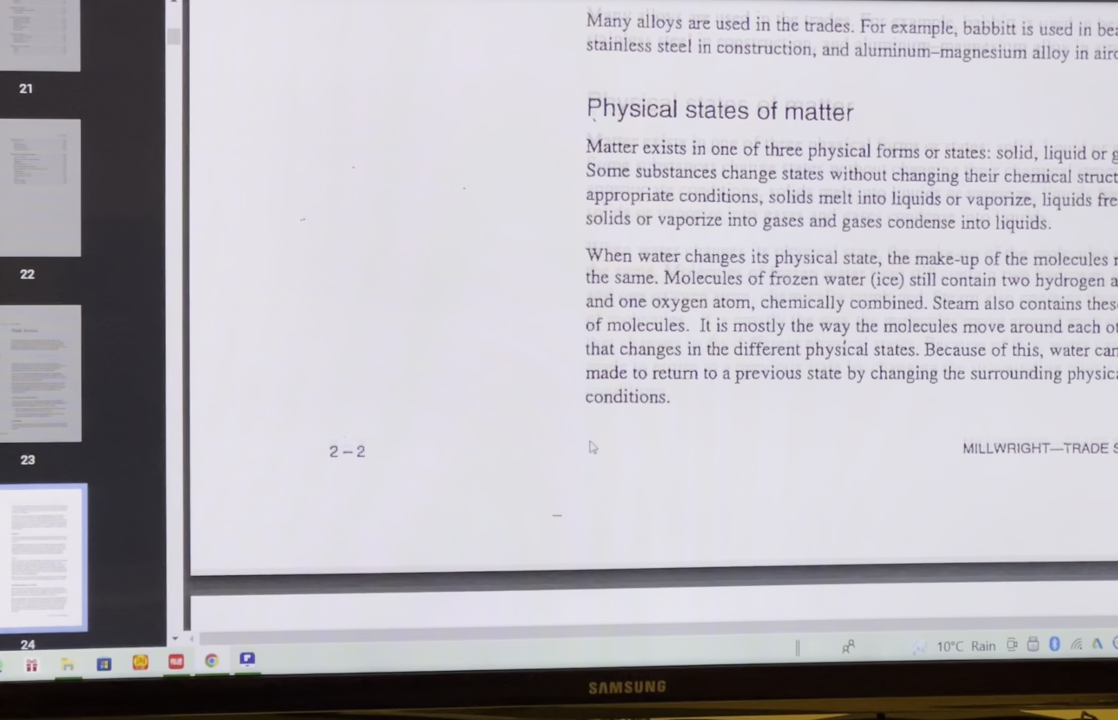 Many alloys are used in the trades. For example, babbitt is used in
stainless steel in construction, and aluminum–magnesium alloy in
Physical states of matter
Matter exists in one of three physical forms or states: solid, liquid or
Some substances change states without changing their chemical
appropriate conditions, solids melt into liquids or vaporize, liquids
solids or vaporize into gases and gases condense into liquids.
When water changes its physical state, the make-up of the molecules
the same. Molecules of frozen water (ice) still contain two hydrogen
and one oxygen atom, chemically combined. Steam also contains
of molecules. It is mostly the way the molecules move around each
that changes in the different physical states. Because of this, water can
made to return to a previous state by changing the surrounding
conditions.
2–2
MILLWRIGHT—TRADE
21
22
23
24
10°C Rain
SAMSUNG